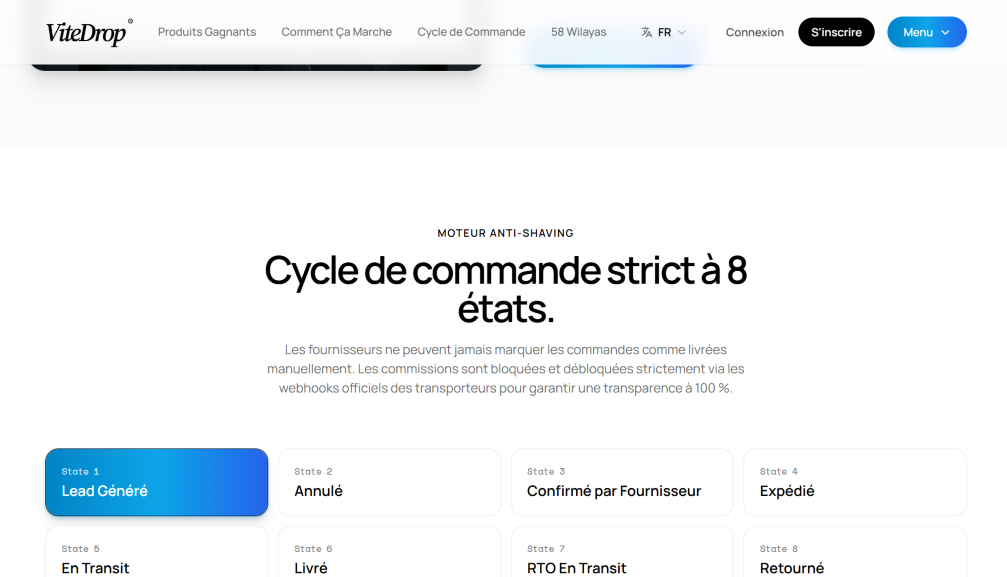 ViteDrop®
Produits Gagnants
Comment Ça Marche
Cycle de Commande
58 Wilayas
FR
Connexion
S'inscrire
Menu
MOTEUR ANTI-SHAVING
Cycle de commande strict à 8
états.
Les fournisseurs ne peuvent jamais marquer les commandes comme livrées
manuellement. Les commissions sont bloquées et débloquées strictement via les
webhooks officiels des transporteurs pour garantir une transparence à 100 %.
State 1
Lead Généré
State 2
Annulé
State 3
Confirmé par Fournisseur
State 4
Expédié
State 5
En Transit
State 6
Livré
State 7
RTO En Transit
State 8
Retourné